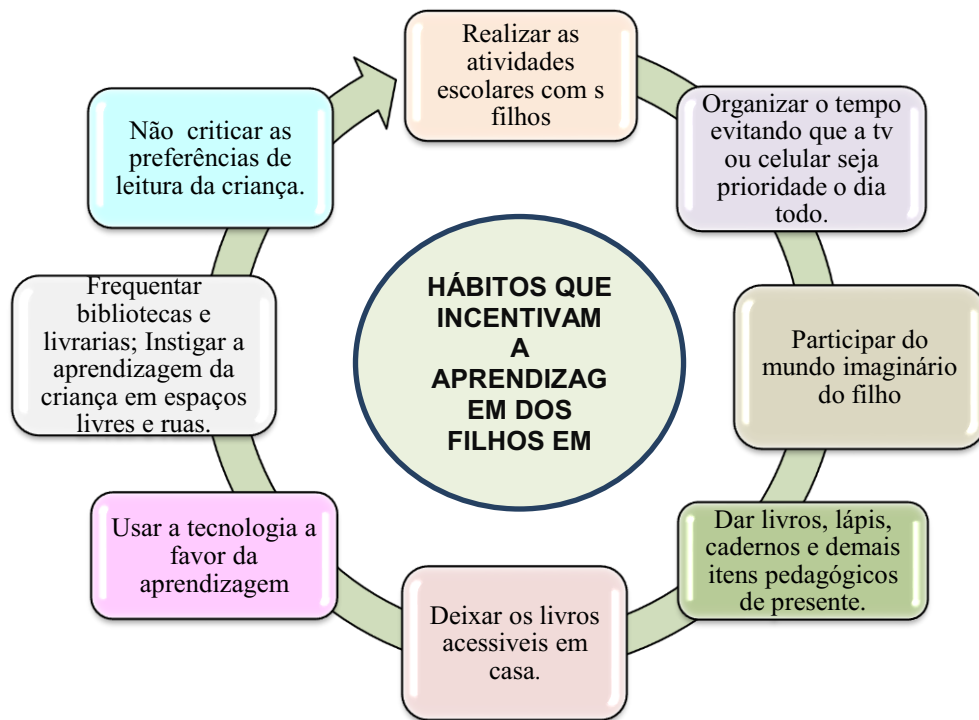 Realizar as
atividades
escolares com s
filhos
Organizar o tempo
evitando que a tv
ou celular seja
prioridade o dia
todo.
Participar do
mundo imaginário
do filho
Dar livros, lápis,
cadernos e demais
itens pedagógicos
de presente.
Deixar os livros
acessiveis em
casa.
Usar a tecnologia a
favor da
aprendizagem
Frequentar
bibliotecas e
livrarias; Instigar a
aprendizagem da
criança em espaços
livres e ruas.
Não  criticar as
preferências de
leitura da criança.
HÁBITOS QUE
INCENTIVAM
A
APRENDIZAG
EM DOS
FILHOS EM